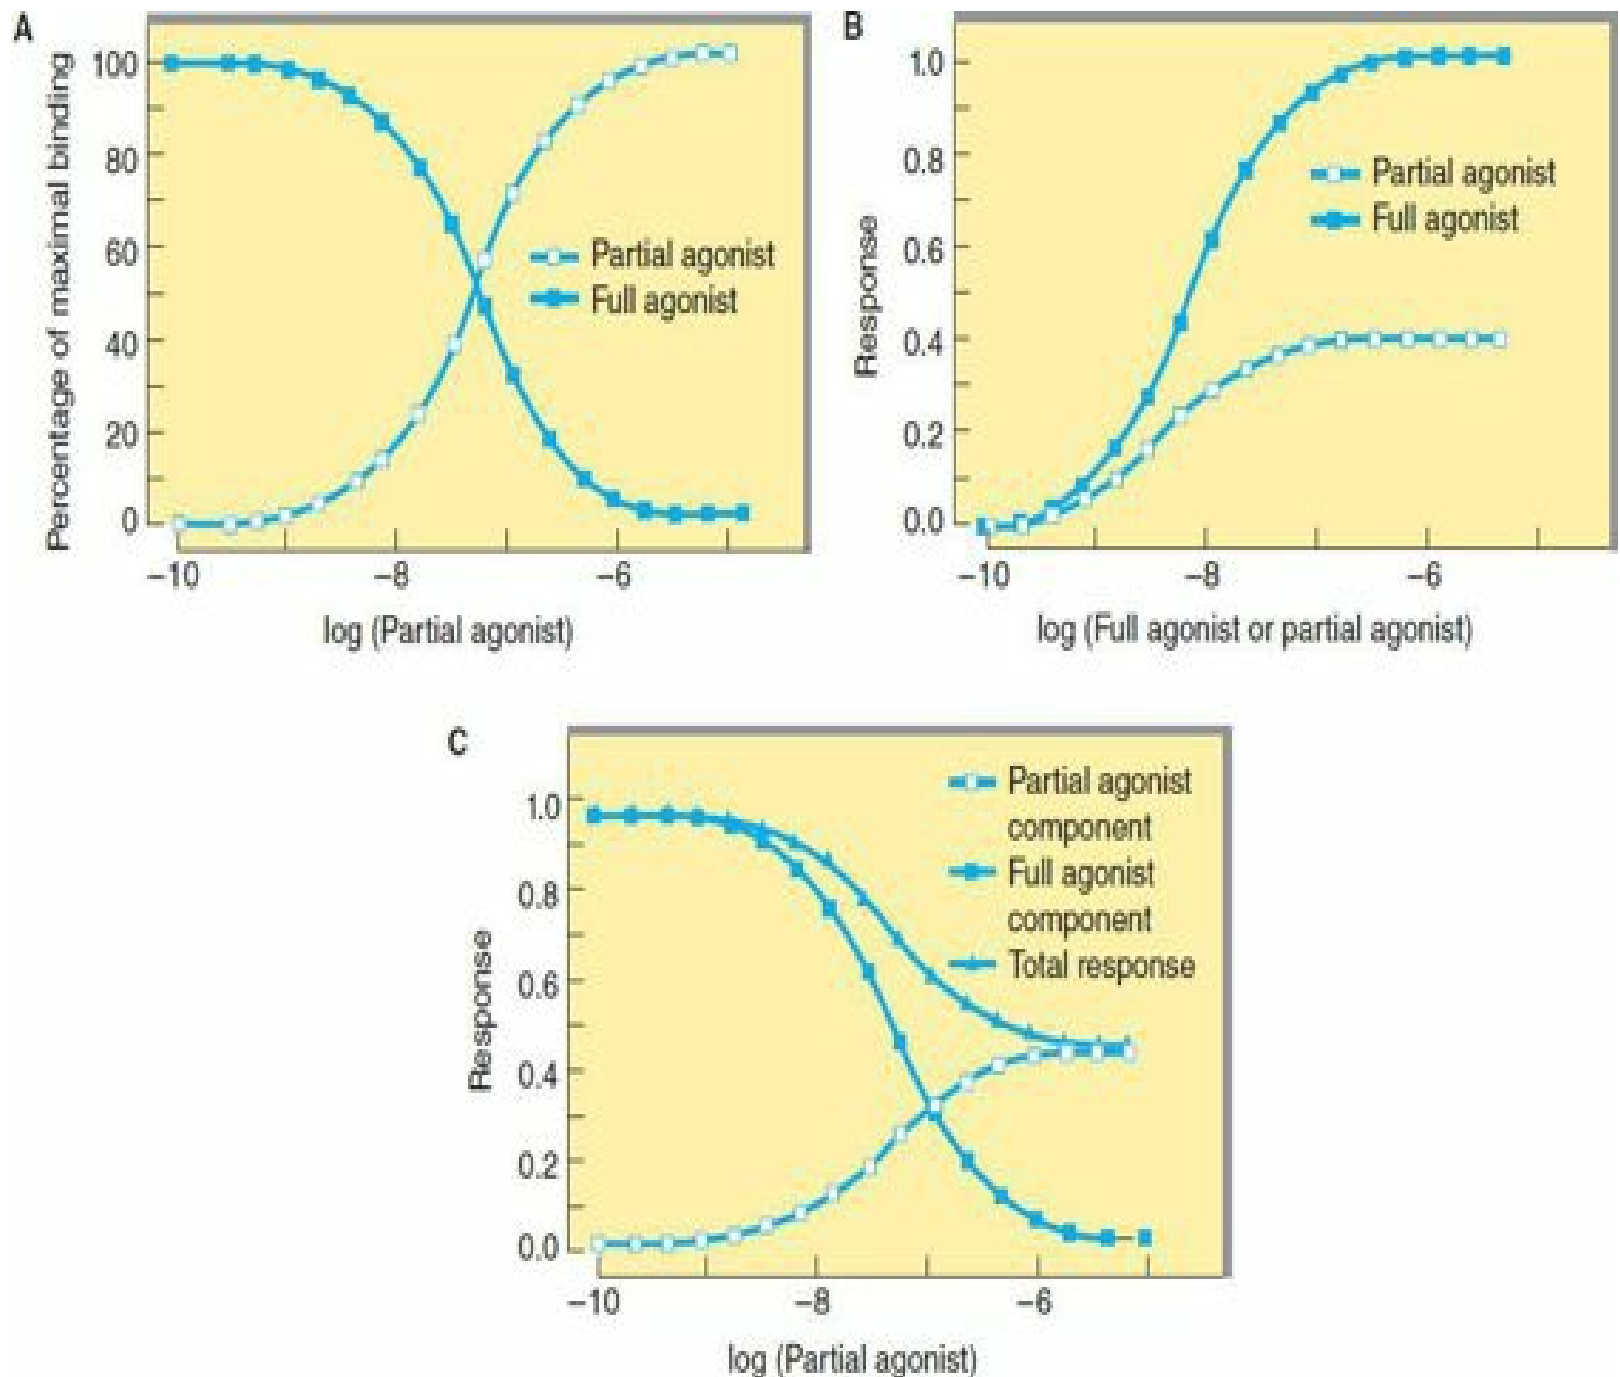 A
Percentage of maximal binding
100
80
60
40
20
0
Partial agonist
Full agonist
–10
–8
–6
log (Partial agonist)
B
Response
1.0
0.8
0.6
0.4
0.2
0.0
Partial agonist
Full agonist
–10
–8
–6
log (Full agonist or partial agonist)
C
Response
1.0
0.8
0.6
0.4
0.2
0.0
Partial agonist
component
Full agonist
component
Total response
–10
–8
–6
log (Partial agonist)